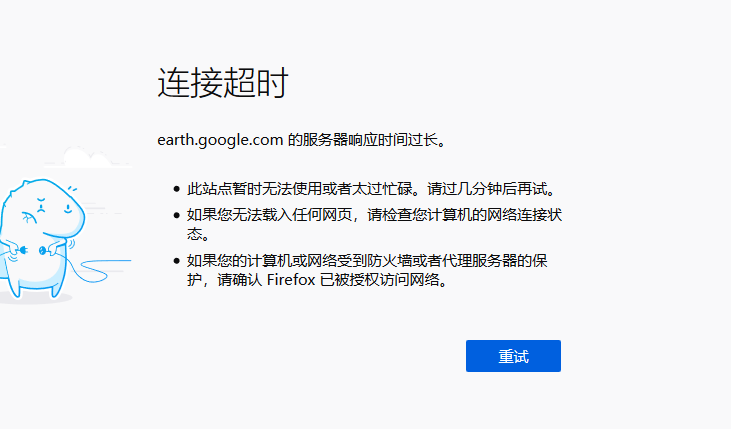 连接超时
earth.google.com 的服务器响应时间过长。
此站点暂时无法使用或者太过忙碌。请过几分钟后再试。
如果您无法载入任何网页，请检查您计算机的网络连接状
态。
如果您的计算机或网络受到防火墙或者代理服务器的保
护，请确认 Firefox 已被授权访问网络。
重试